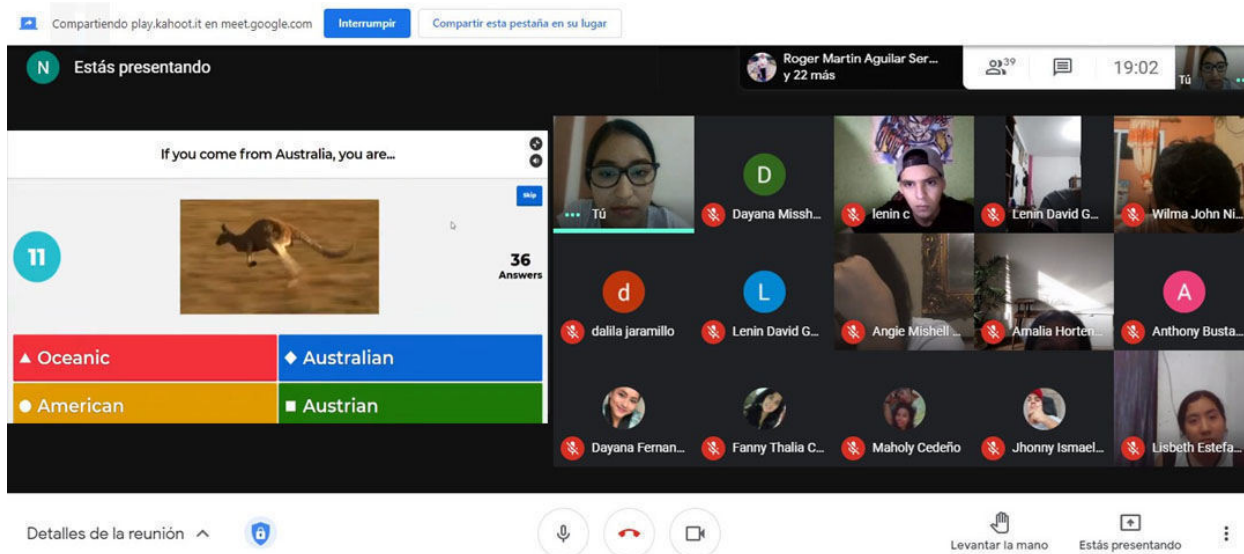 Compartiendo play.kahoot.it en meet.google.com
Interrumpir
Compartir esta pestaña en su lugar
N
Estás presentando
Roger Martin Aguilar Ser...
y 22 más
39
19:02
Tú
If you come from Australia, you are...
Skip
11
36
Answers
Oceanic
Australian
American
Austrian
Tú
D
Dayana Missh...
lenin c
Lenin David G...
Wilma John Ni...
d
dalila jaramillo
L
Lenin David G...
Angie Mishell ...
Amalia Horten...
A
Anthony Busta...
Dayana Fernan...
Fanny Thalia C...
Maholy Cedeño
Jhonny Ismael...
Lisbeth Estefa...
Detalles de la reunión
Levantar la mano
Estás presentando